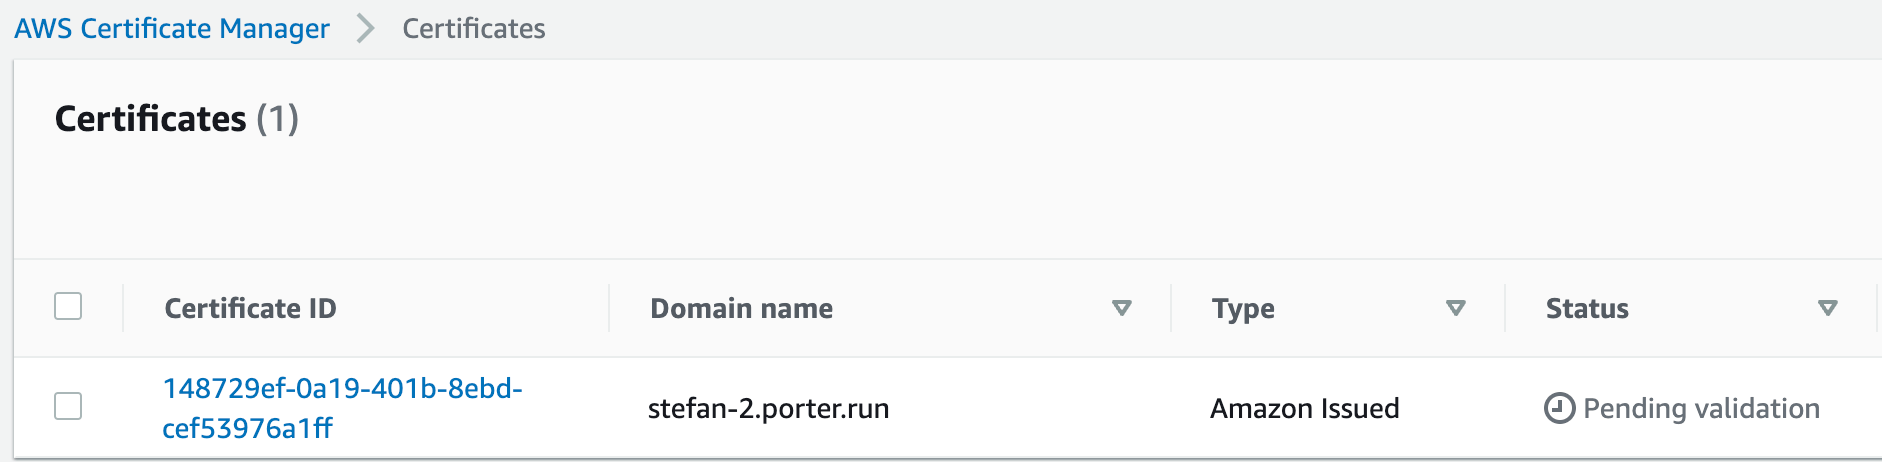 AWS Certificate Manager > Certificates
Certificates (1)
Certificate ID Domain name Type Status
148729ef-0a19-401b-8ebd-
cef53976a1ff
stefan-2.porter.run Amazon Issued Pending validation